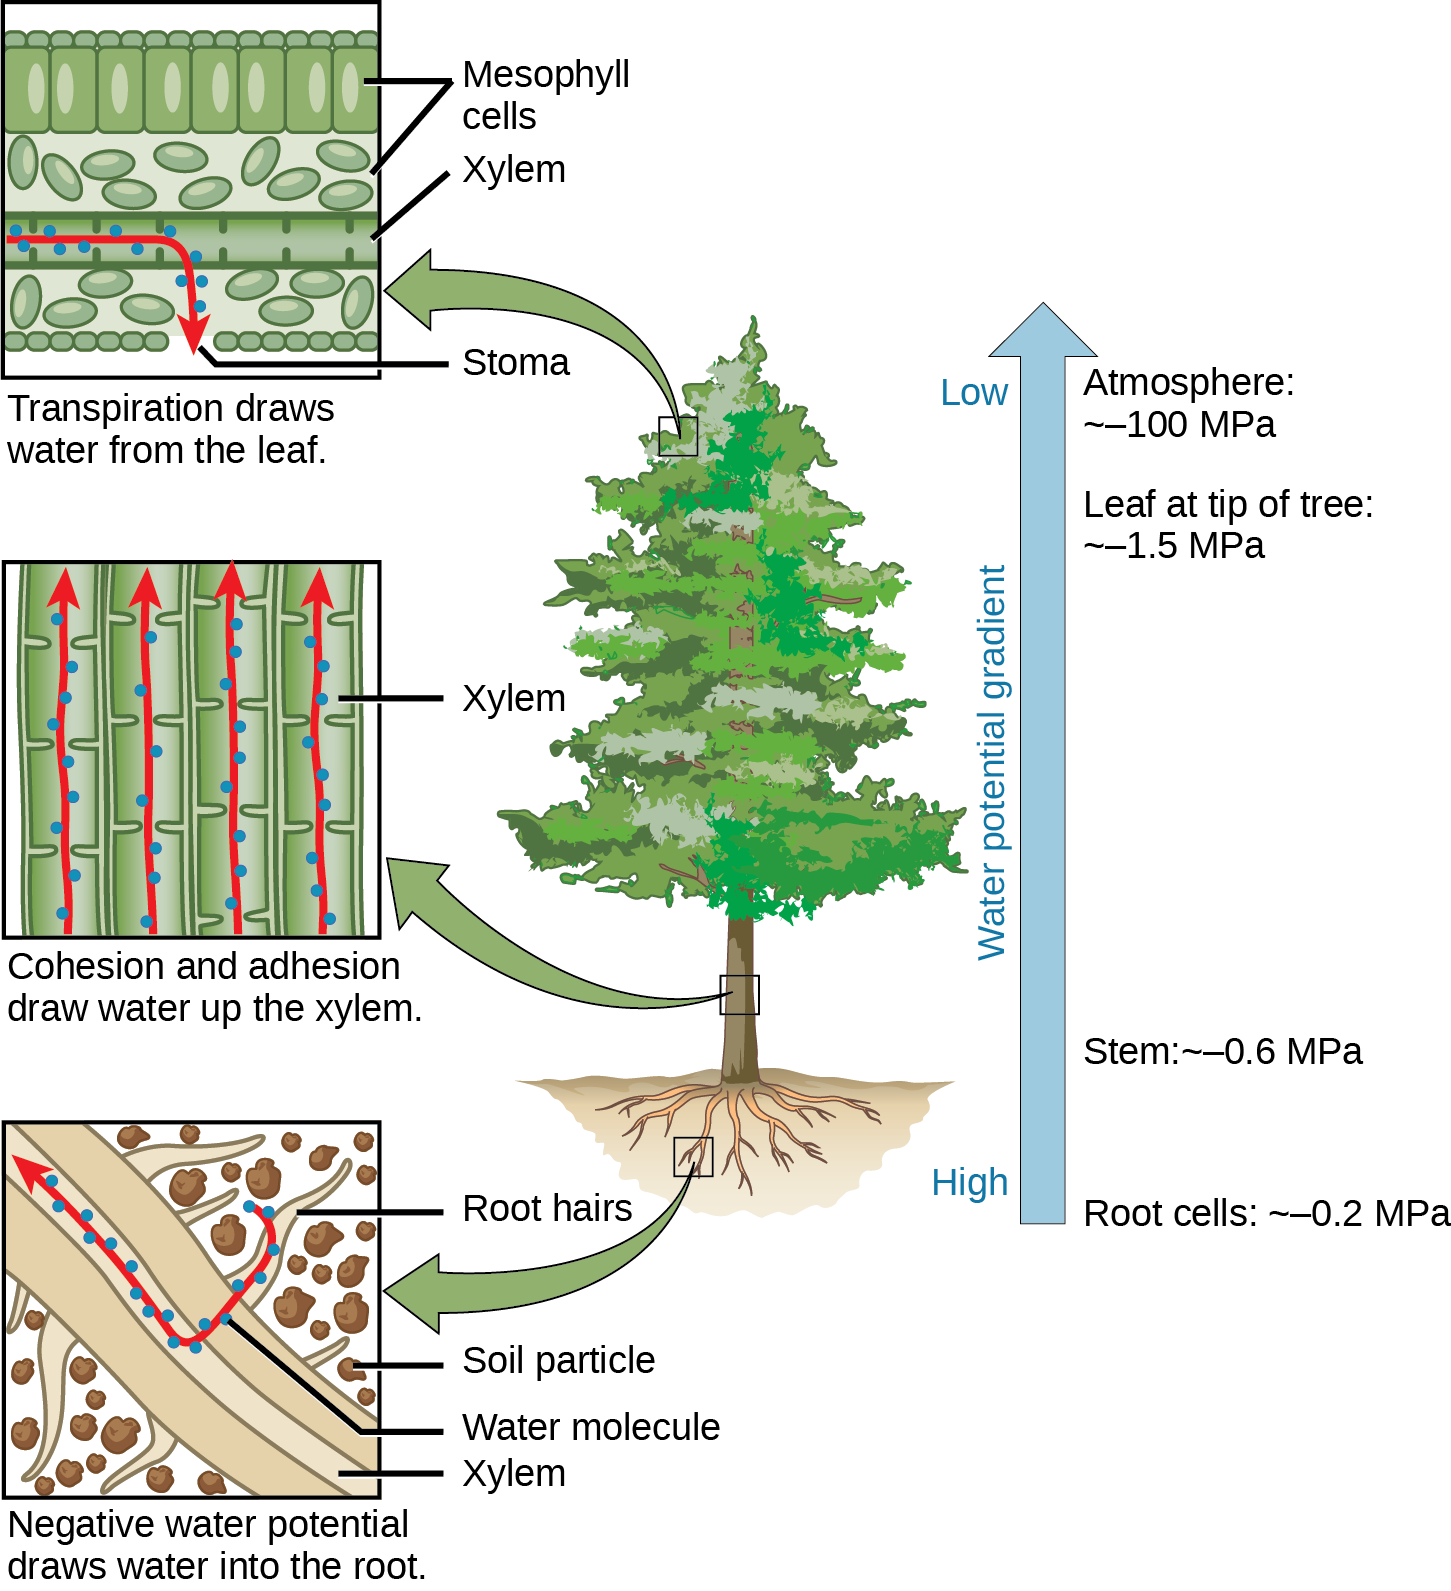 Mesophyll
cells
Xylem
Stoma
Transpiration draws
water from the leaf.
Xylem
Cohesion and adhesion
draw water up the xylem.
Root hairs
Soil particle
Water molecule
Xylem
Negative water potential
draws water into the root.
Low
Water potential gradient
High
Atmosphere:
~–100 MPa
Leaf at tip of tree:
~–1.5 MPa
Stem:~–0.6 MPa
Root cells: ~–0.2 MPa